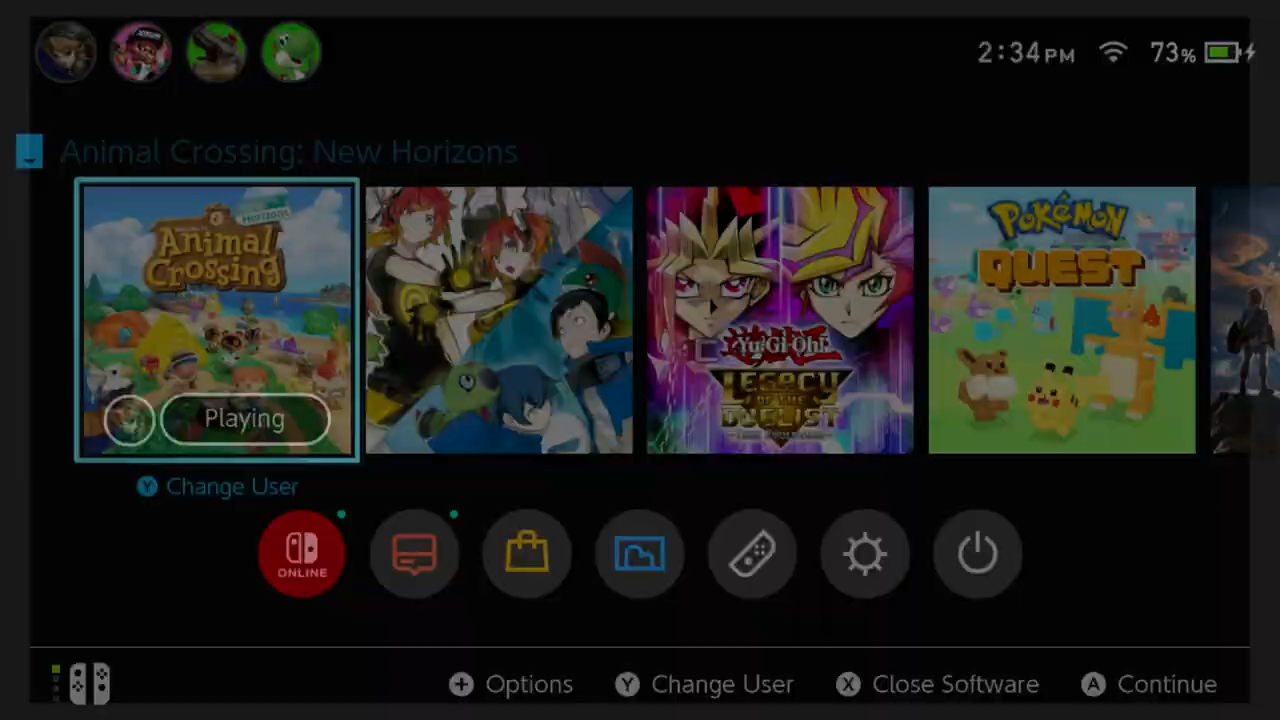 2:34PM 73%
Animal Crossing: New Horizons
Horizons
Animal
Crossing
Playing
Yu-Gi-Oh!
LEGACY
OF THE
DUELIST
POKéMON
QUEST
Y Change User
ONLINE
+ Options Y Change User X Close Software A Continue